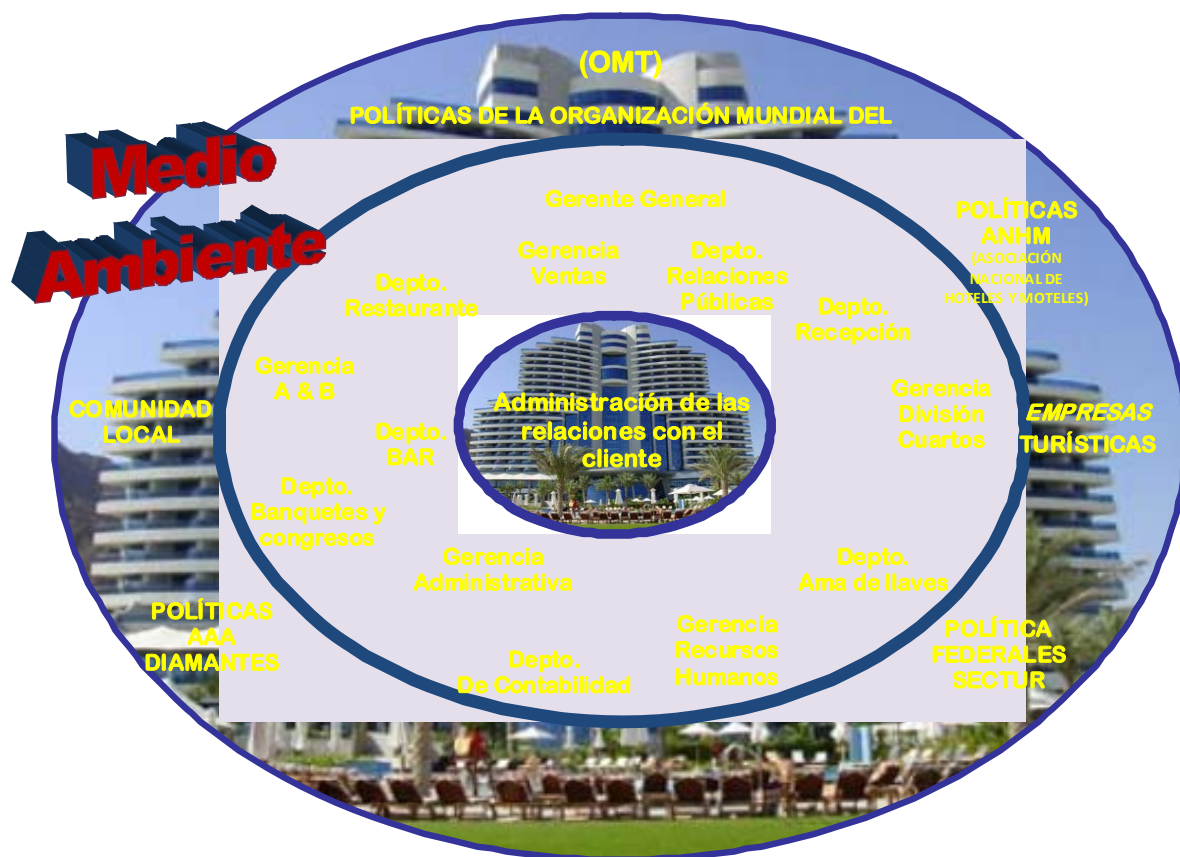 (OMT)
POLÍTICAS DE LA ORGANIZACIÓN MUNDIAL DEL
Medio
Ambiente
Gerente General
POLÍTICAS
ANHM
(ASOCIACIÓN
NACIONAL DE
HOTELES Y MOTELES)
Gerencia
Ventas
Depto.
Relaciones
Públicas
Depto.
Restaurante
Depto.
Recepción
Gerencia
A & B
Gerencia
División
Cuartos
COMUNIDAD
LOCAL
Administración de las
relaciones con el
cliente
EMPRESAS
TURÍSTICAS
Depto.
BAR
Depto.
Banquetes y
congresos
Gerencia
Administrativa
Depto.
Ama de llaves
POLÍTICAS
AAA
DIAMANTES
Gerencia
Recursos
Humanos
POLÍTICA
FEDERALES
SECTUR
Depto.
De Contabilidad